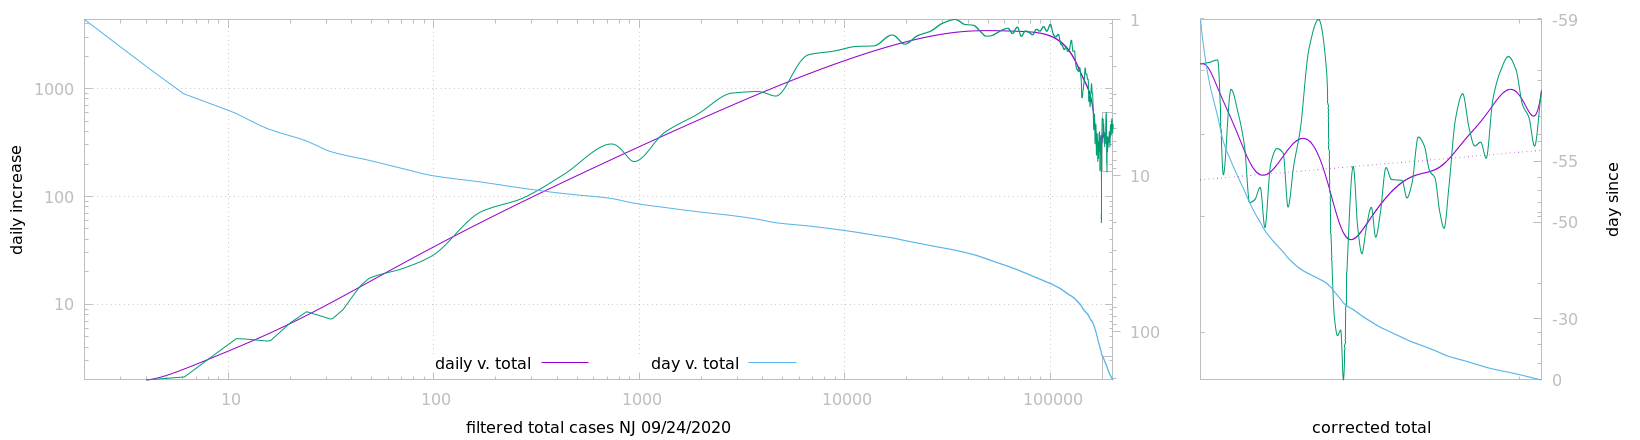 1000
100
10
daily increase
10
100
1000
10000
100000
1
10
100
daily v. total
day v. total
filtered total cases NJ 09/24/2020
-59
-55
-50
-30
0
day since
corrected total